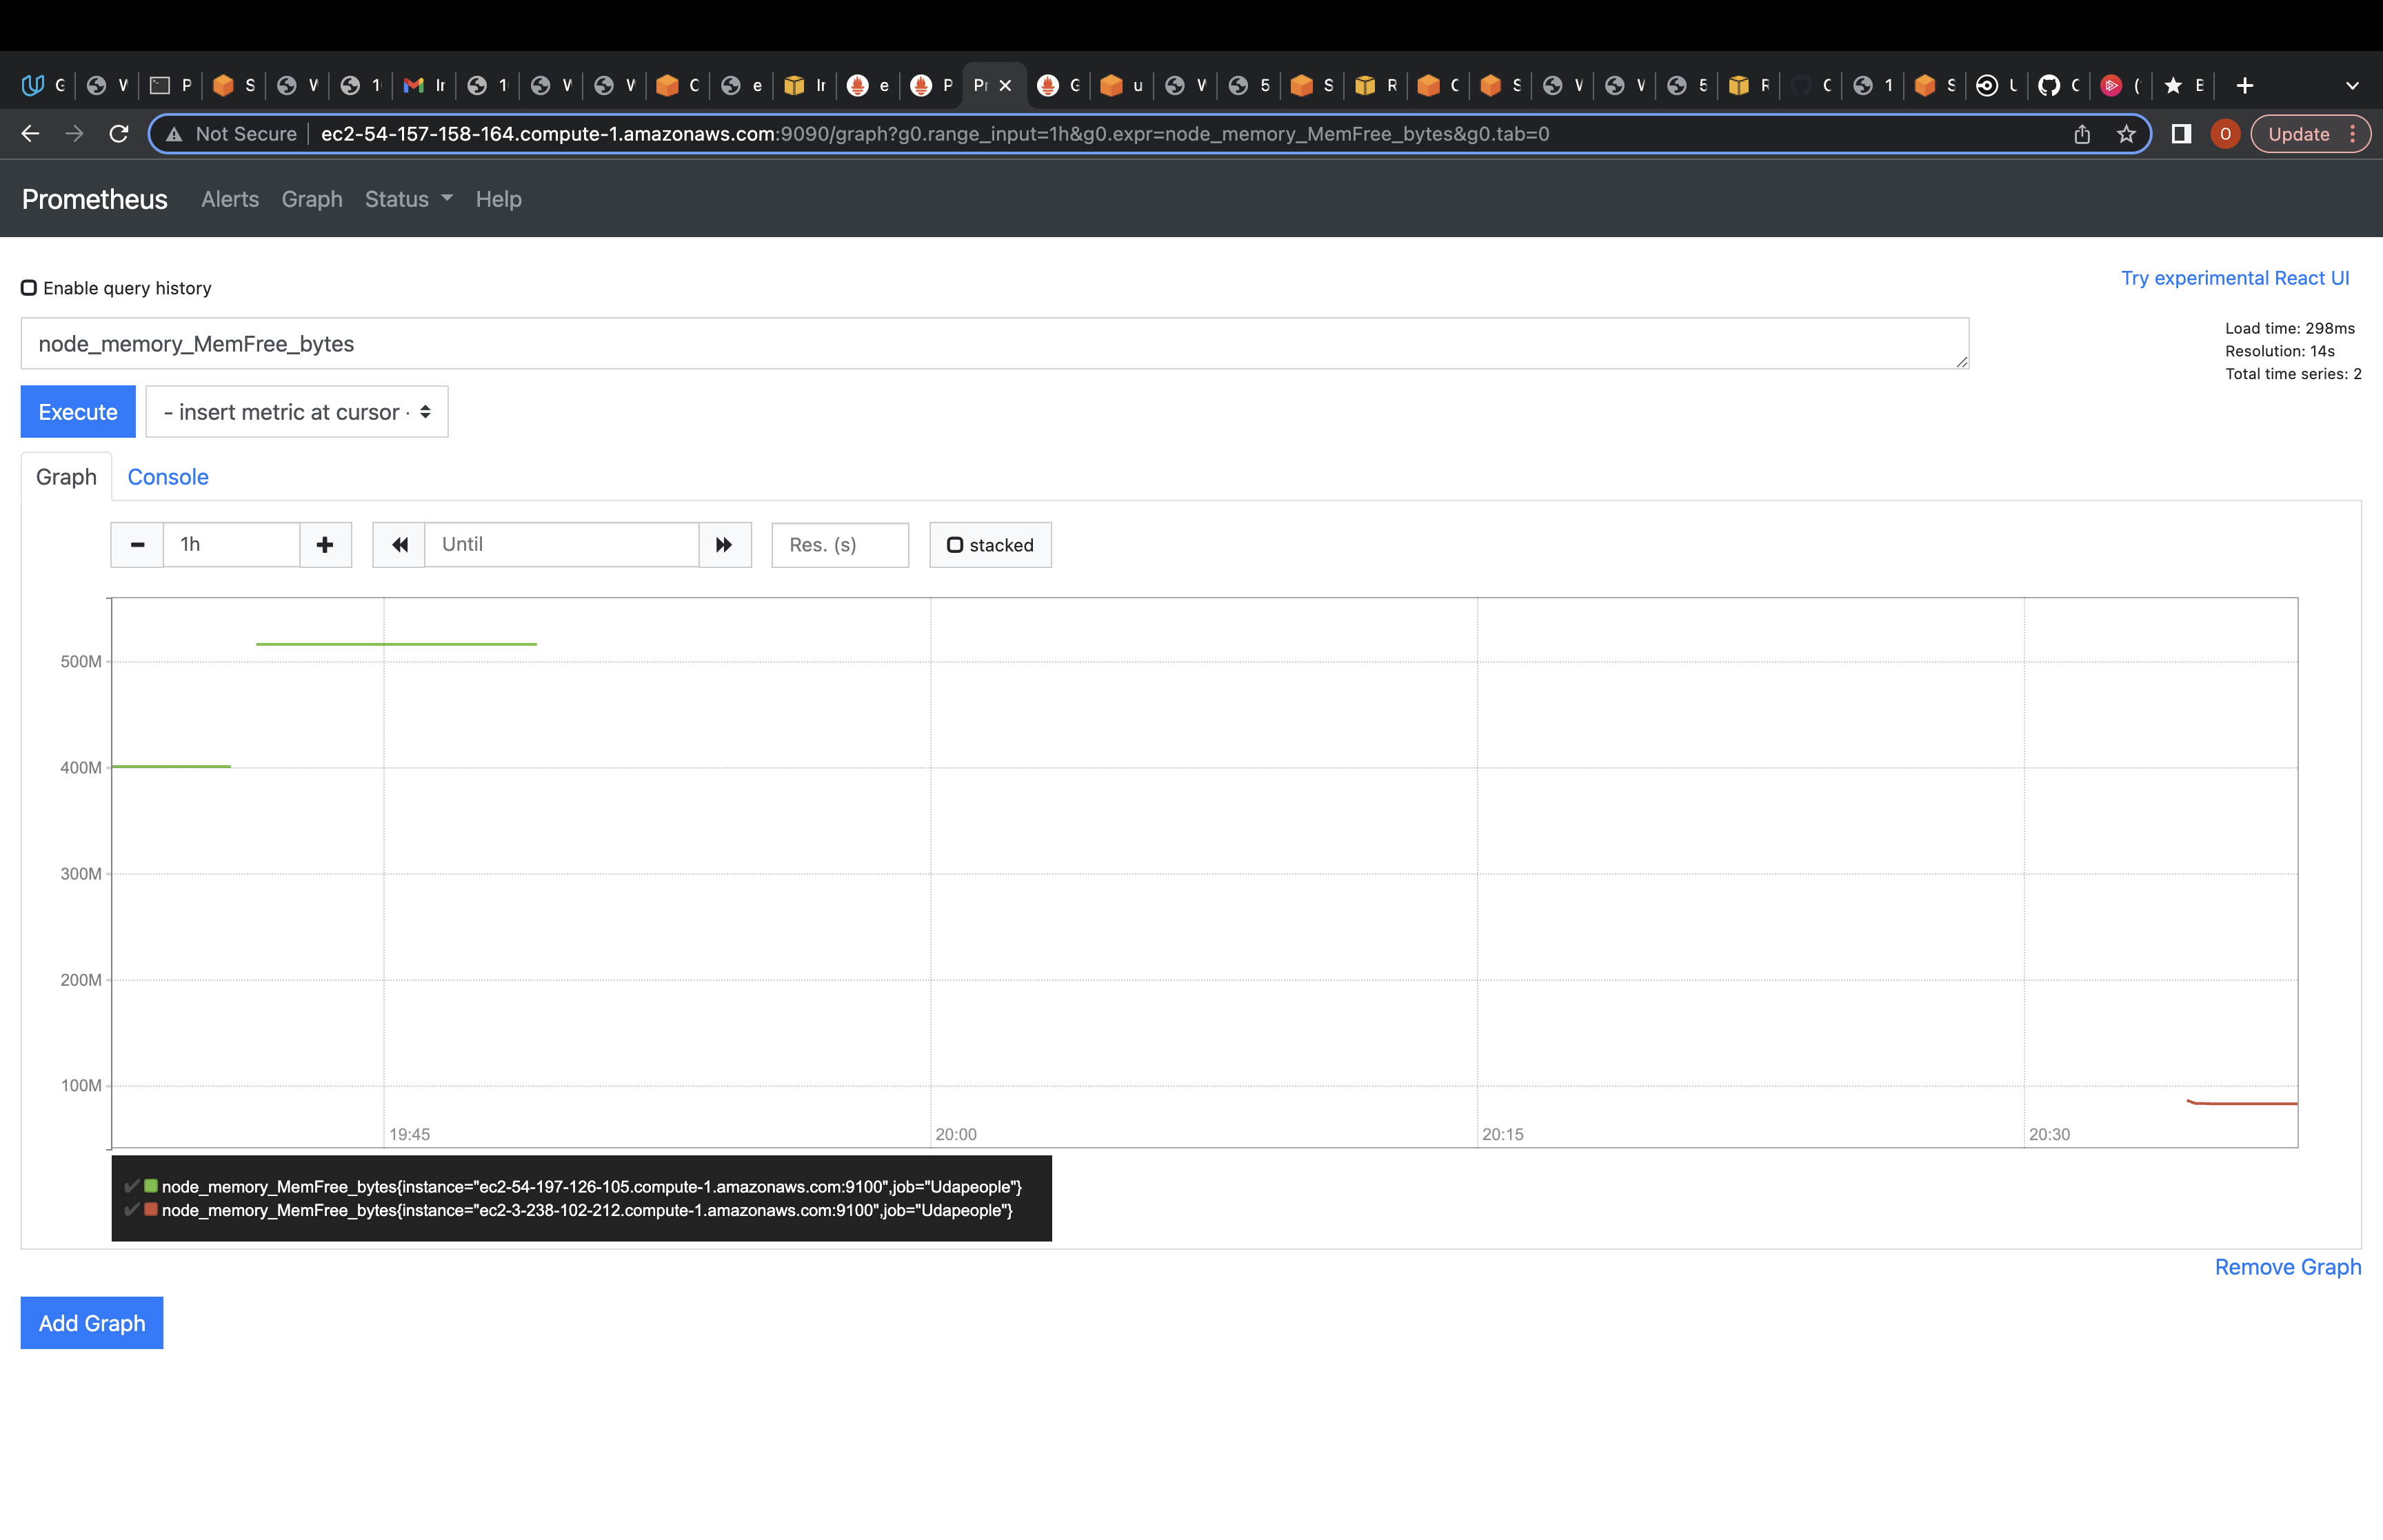 Not Secure ec2-54-157-158-164.compute-1.amazonaws.com:9090/graph?g0.range_input=1h&g0.expr=node_memory_MemFree_bytes&g0.tab=0
Update
Prometheus Alerts Graph Status Help
Enable query history
Try experimental React UI
node_memory_MemFree_bytes
Load time: 298ms
Resolution: 14s
Total time series: 2
Execute
- insert metric at cursor -
Graph Console
1h Until Res. (s) stacked
500M
400M
300M
200M
100M
19:45 20:00 20:15 20:30
node_memory_MemFree_bytes{instance="ec2-54-197-126-105.compute-1.amazonaws.com:9100",job="Udapeople"}
node_memory_MemFree_bytes{instance="ec2-3-238-102-212.compute-1.amazonaws.com:9100",job="Udapeople"}
Remove Graph
Add Graph